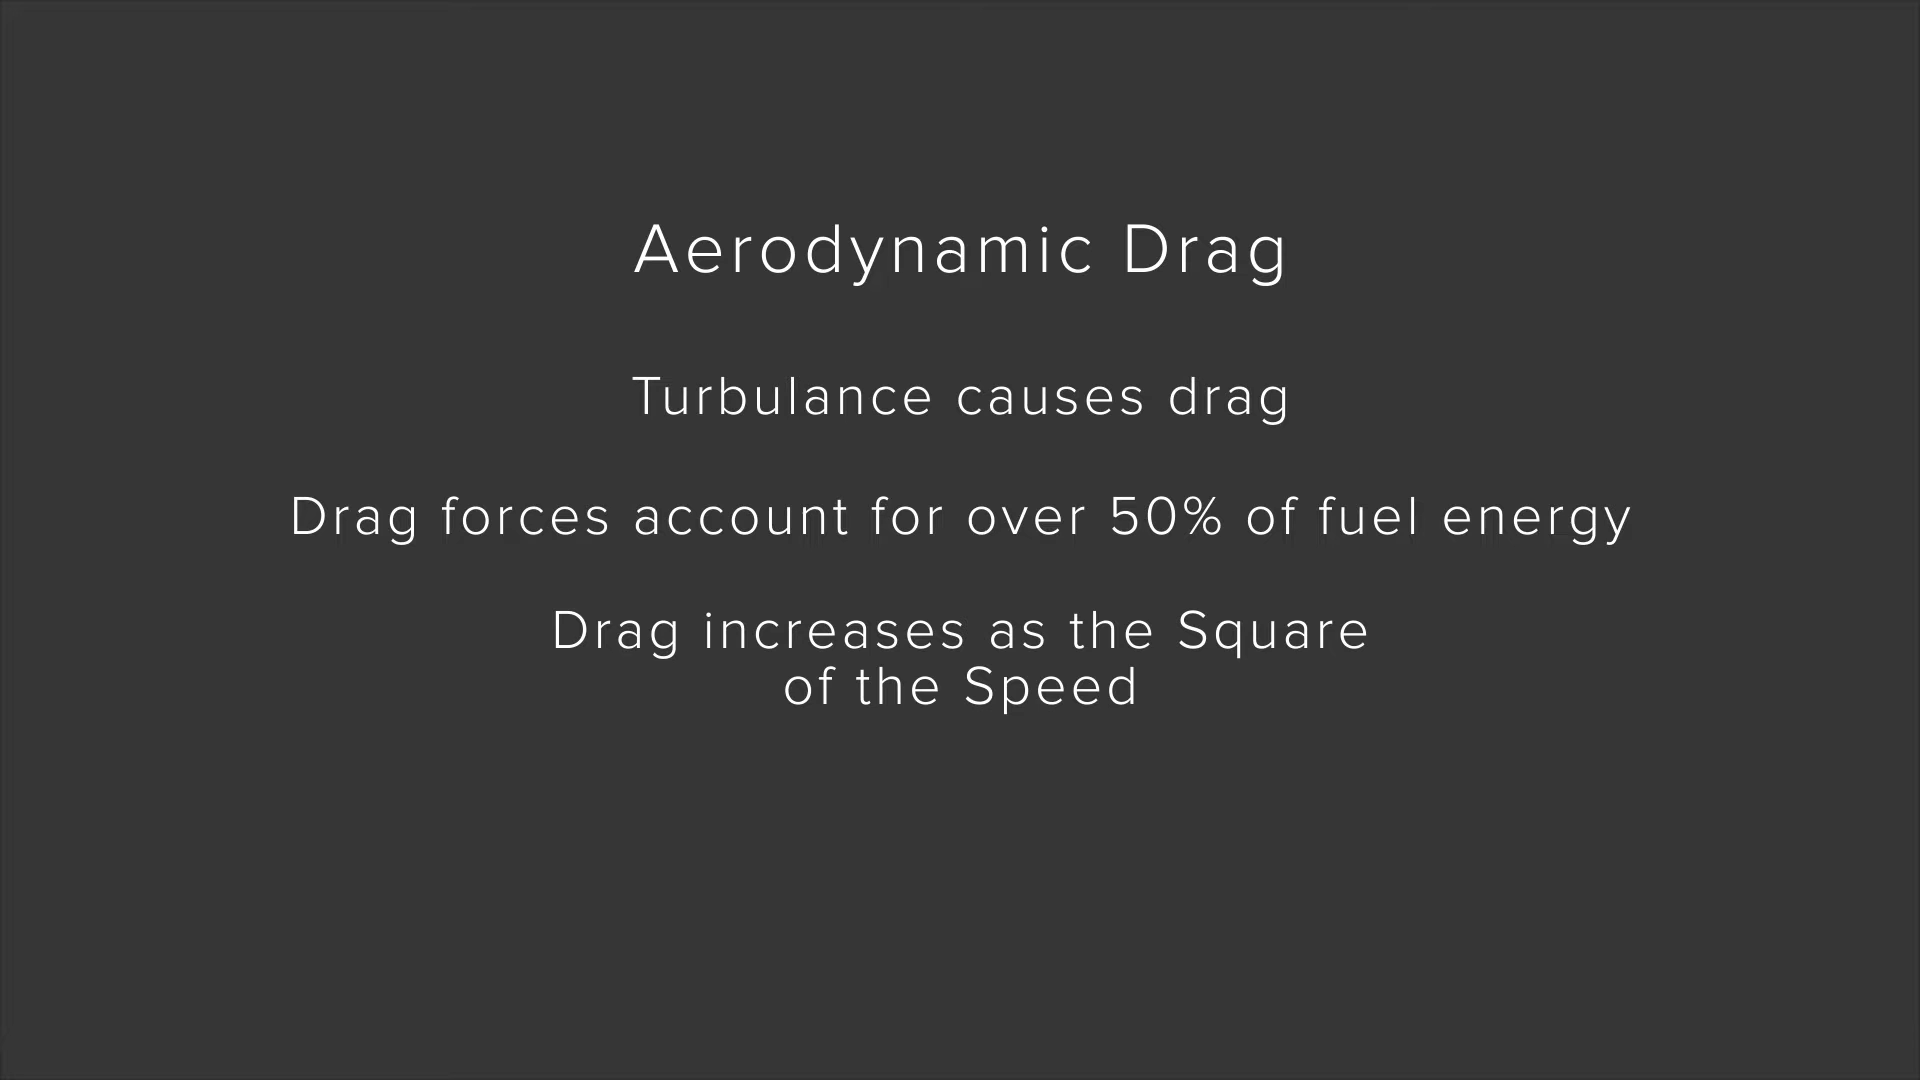 Aerodynamic Drag
Turbulance causes drag
Drag forces account for over 50% of fuel energy
Drag increases as the Square
of the Speed